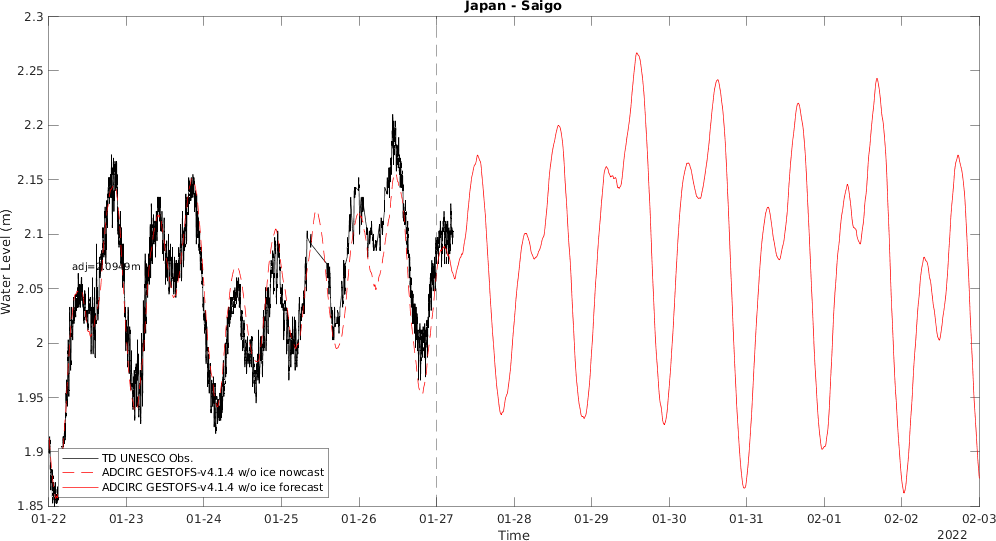 Japan - Saigo
2.3
2.25
2.2
2.15
2.1
2.05
2
1.95
1.9
1.85
Water Level (m)
TD UNESCO Obs.
ADCIRC GESTOFS-v4.1.4 w/o ice nowcast
ADCIRC GESTOFS-v4.1.4 w/o ice forecast
01-22 01-23 01-24 01-25 01-26 01-27 01-28 01-29 01-30 01-31 02-01 02-02 02-03
Time
2022